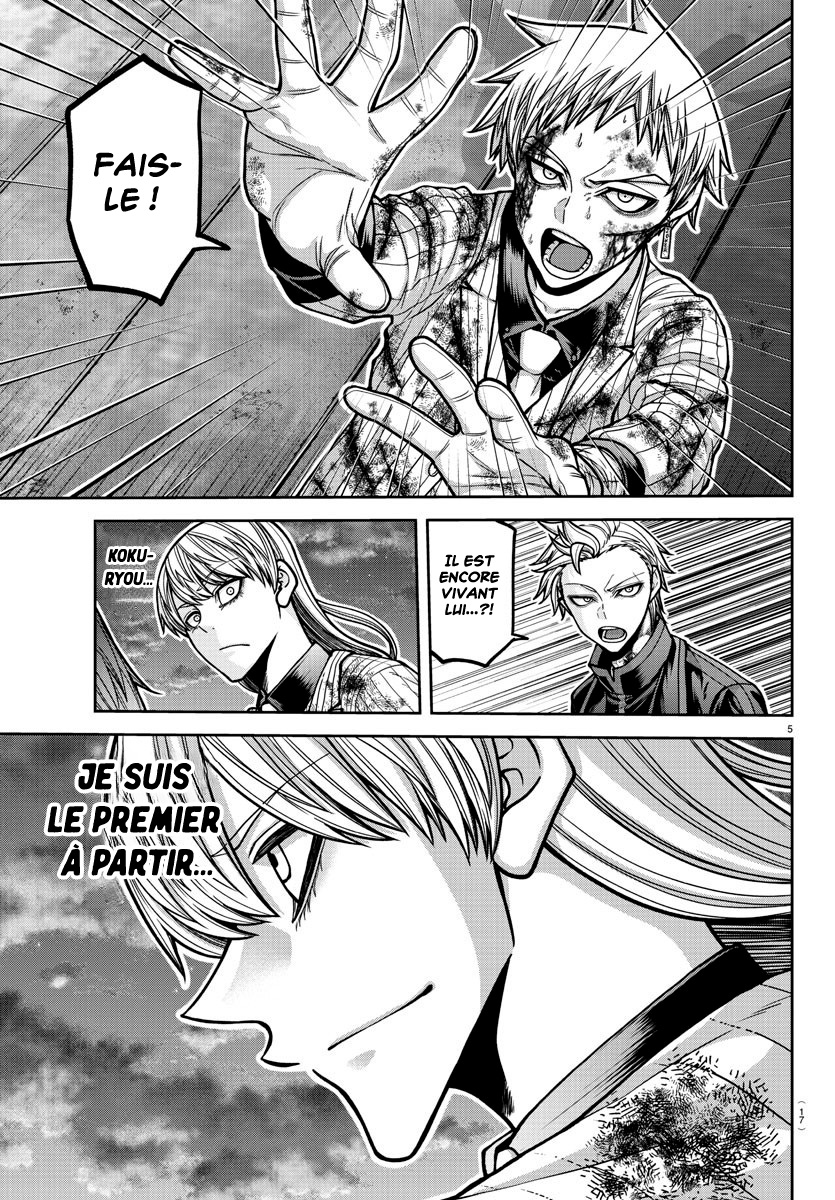 FAIS-
LE !
IL EST
ENCORE
VIVANT
LUI...?!
KOKU-
RYOU...
5
JE SUIS
LE PREMIER
À PARTIR...
(17)